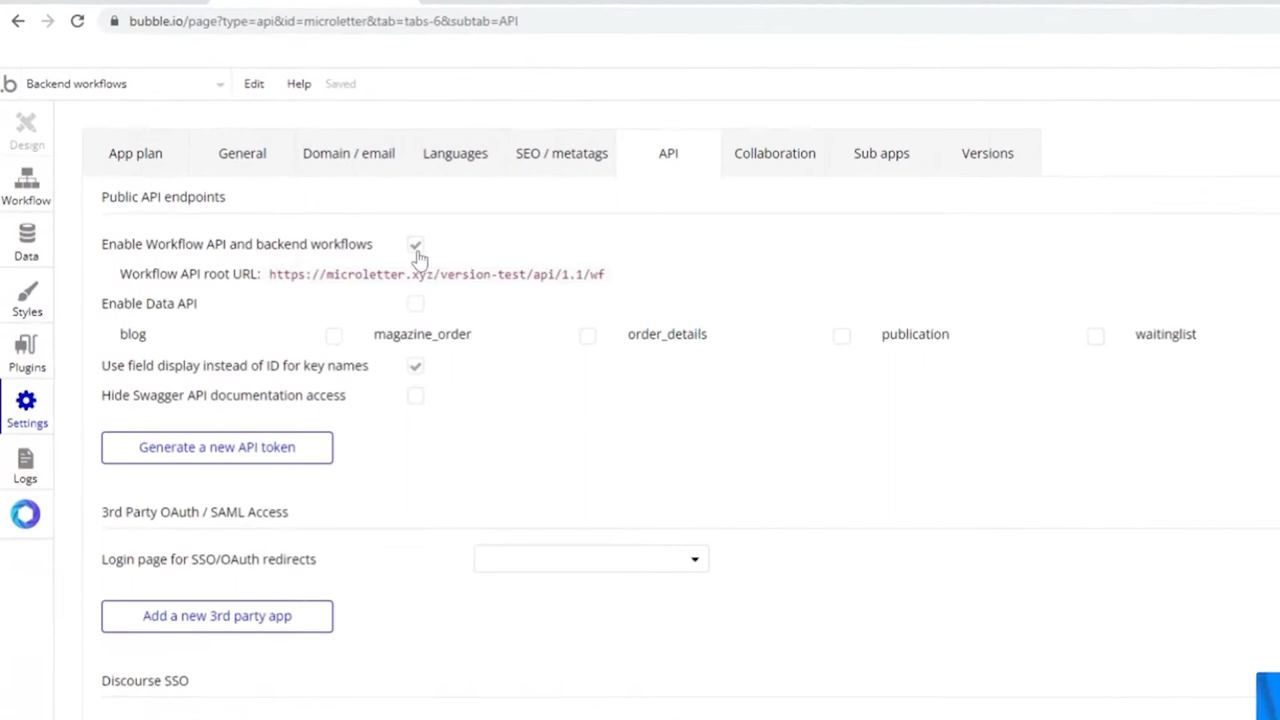 bubble.io/page?type=api&id=microletter&tab=tabs-6&subtab=API
.b Backend workflows Edit Help Saved
Design
Workflow
Data
Styles
Plugins
Settings
Logs
App plan General Domain / email Languages SEO / metatags API Collaboration Sub apps Versions
Public API endpoints
Enable Workflow API and backend workflows
Workflow API root URL: https://microletter.xyz/version-test/api/1.1/wf
Enable Data API
blog magazine_order order_details publication waitinglist
Use field display instead of ID for key names
Hide Swagger API documentation access
Generate a new API token
3rd Party OAuth / SAML Access
Login page for SSO/OAuth redirects
Add a new 3rd party app
Discourse SSO